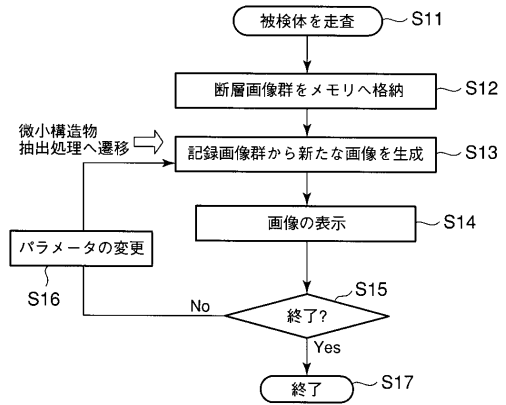 被検体を走査
S11
断層画像群をメモリへ格納
S12
微小構造物
抽出処理へ遷移
記録画像群から新たな画像を生成
S13
画像の表示
S14
パラメータの変更
S16
S15
終了?
No
Yes
終了
S17